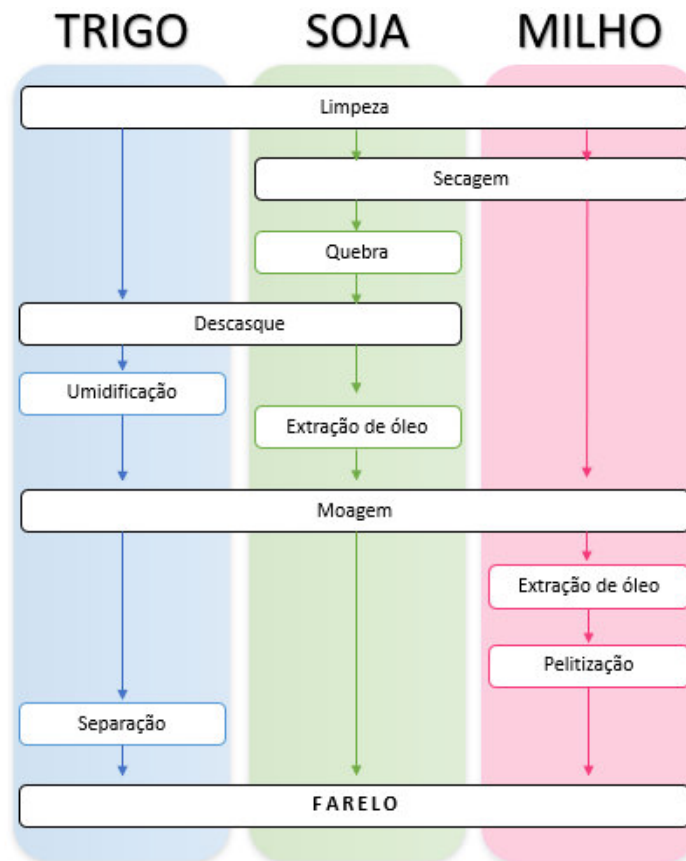 TRIGO SOJA MILHO
Limpeza
Secagem
Quebra
Descasque
Umidificação
Extração de óleo
Moagem
Extração de óleo
Pelitização
Separação
FARELO